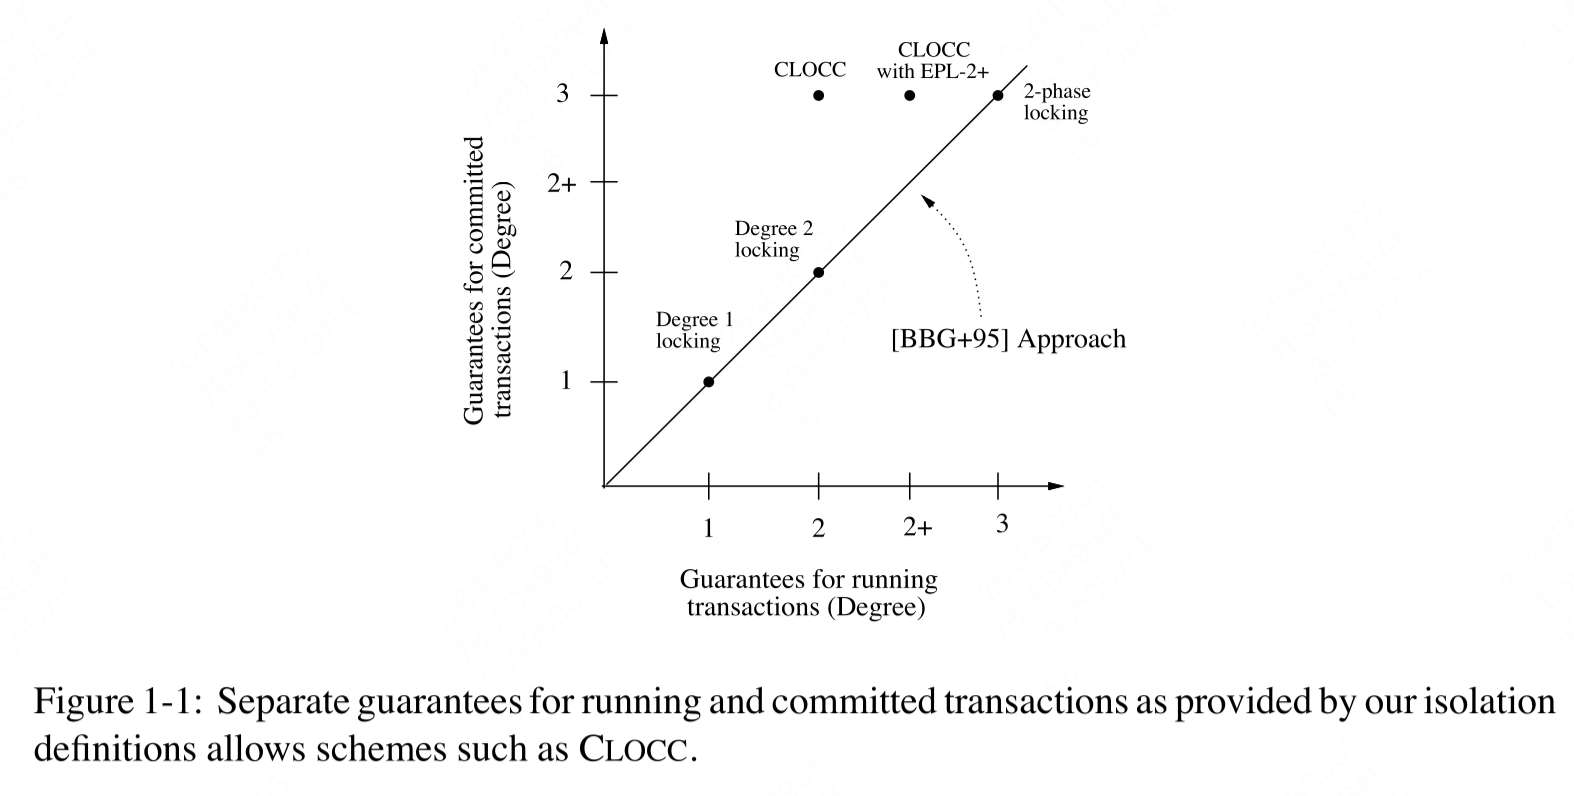 CLOCC
CLOCC
with EPL-2+
3
2-phase
locking
Guarantees for committed
transactions (Degree)
2+
Degree 2
locking
2
Degree 1
locking
[BBG+95] Approach
1
1
2
2+
3
Guarantees for running
transactions (Degree)
Figure 1-1: Separate guarantees for running and committed transactions as provided by our isolation
definitions allows schemes such as CLOCC.